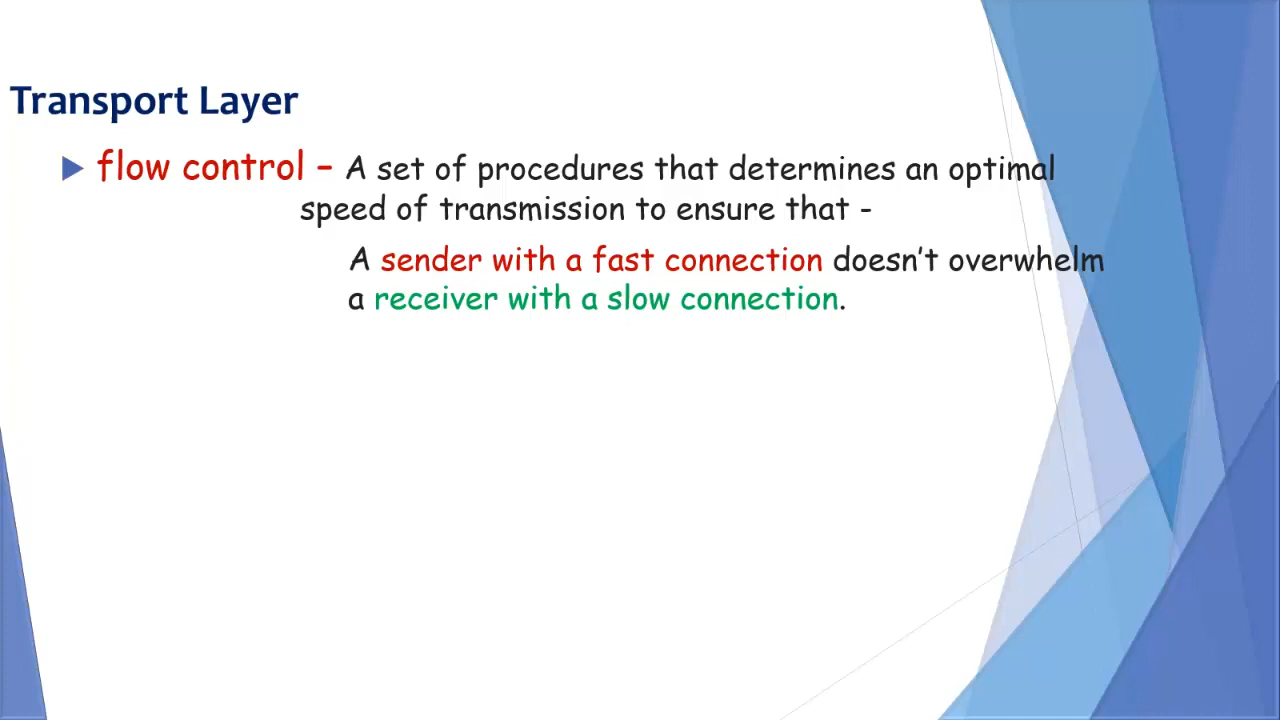 Transport Layer
flow control – A set of procedures that determines an optimal
speed of transmission to ensure that -
A sender with a fast connection doesn't overwhelm
a receiver with a slow connection.